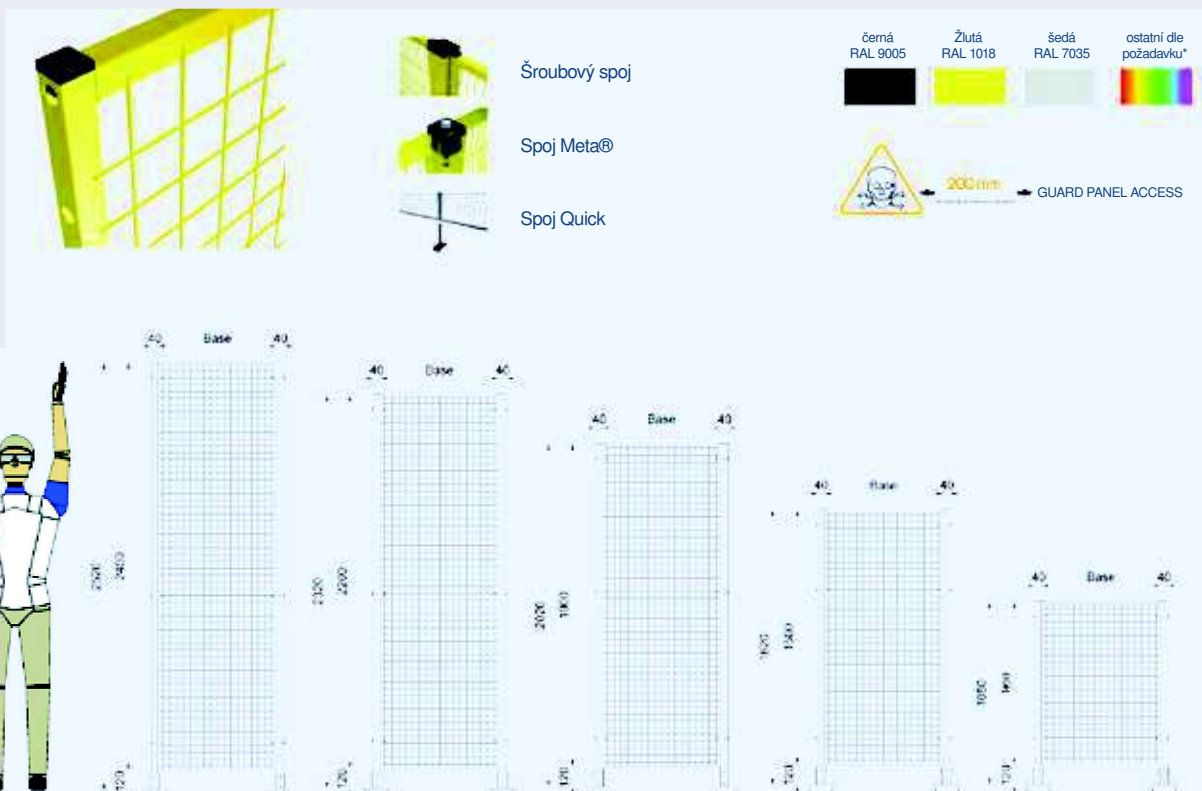 Šroubový spoj
Spoj Meta®
Spoj Quick
černá
RAL 9005
Žlutá
RAL 1018
šedá
RAL 7035
ostatní dle
požadavku*
200 mm
GUARD PANEL ACCESS
40 Base 40
2520
2400
120
40 Base 40
2320
2200
120
40 Base 40
2020
1900
120
40 Base 40
1620
1500
120
40 Base 40
120